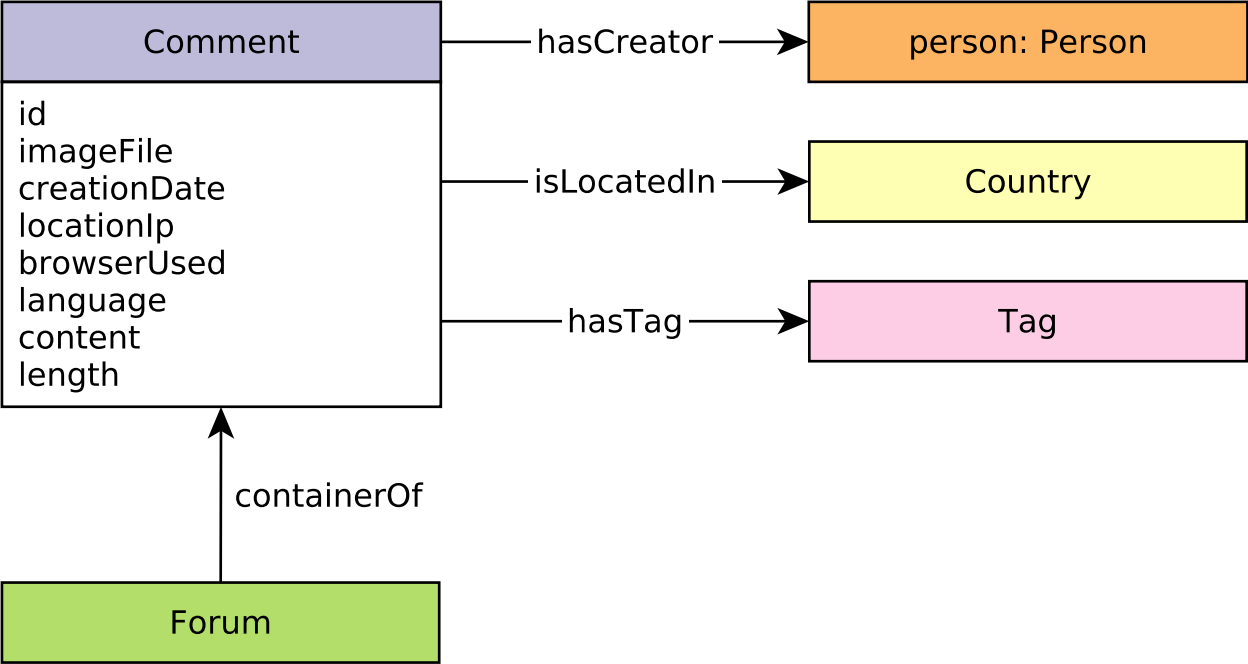 Comment
hasCreator
person: Person
id
imageFile
creationDate
locationIp
browserUsed
language
content
length
isLocatedIn
Country
hasTag
Tag
containerOf
Forum